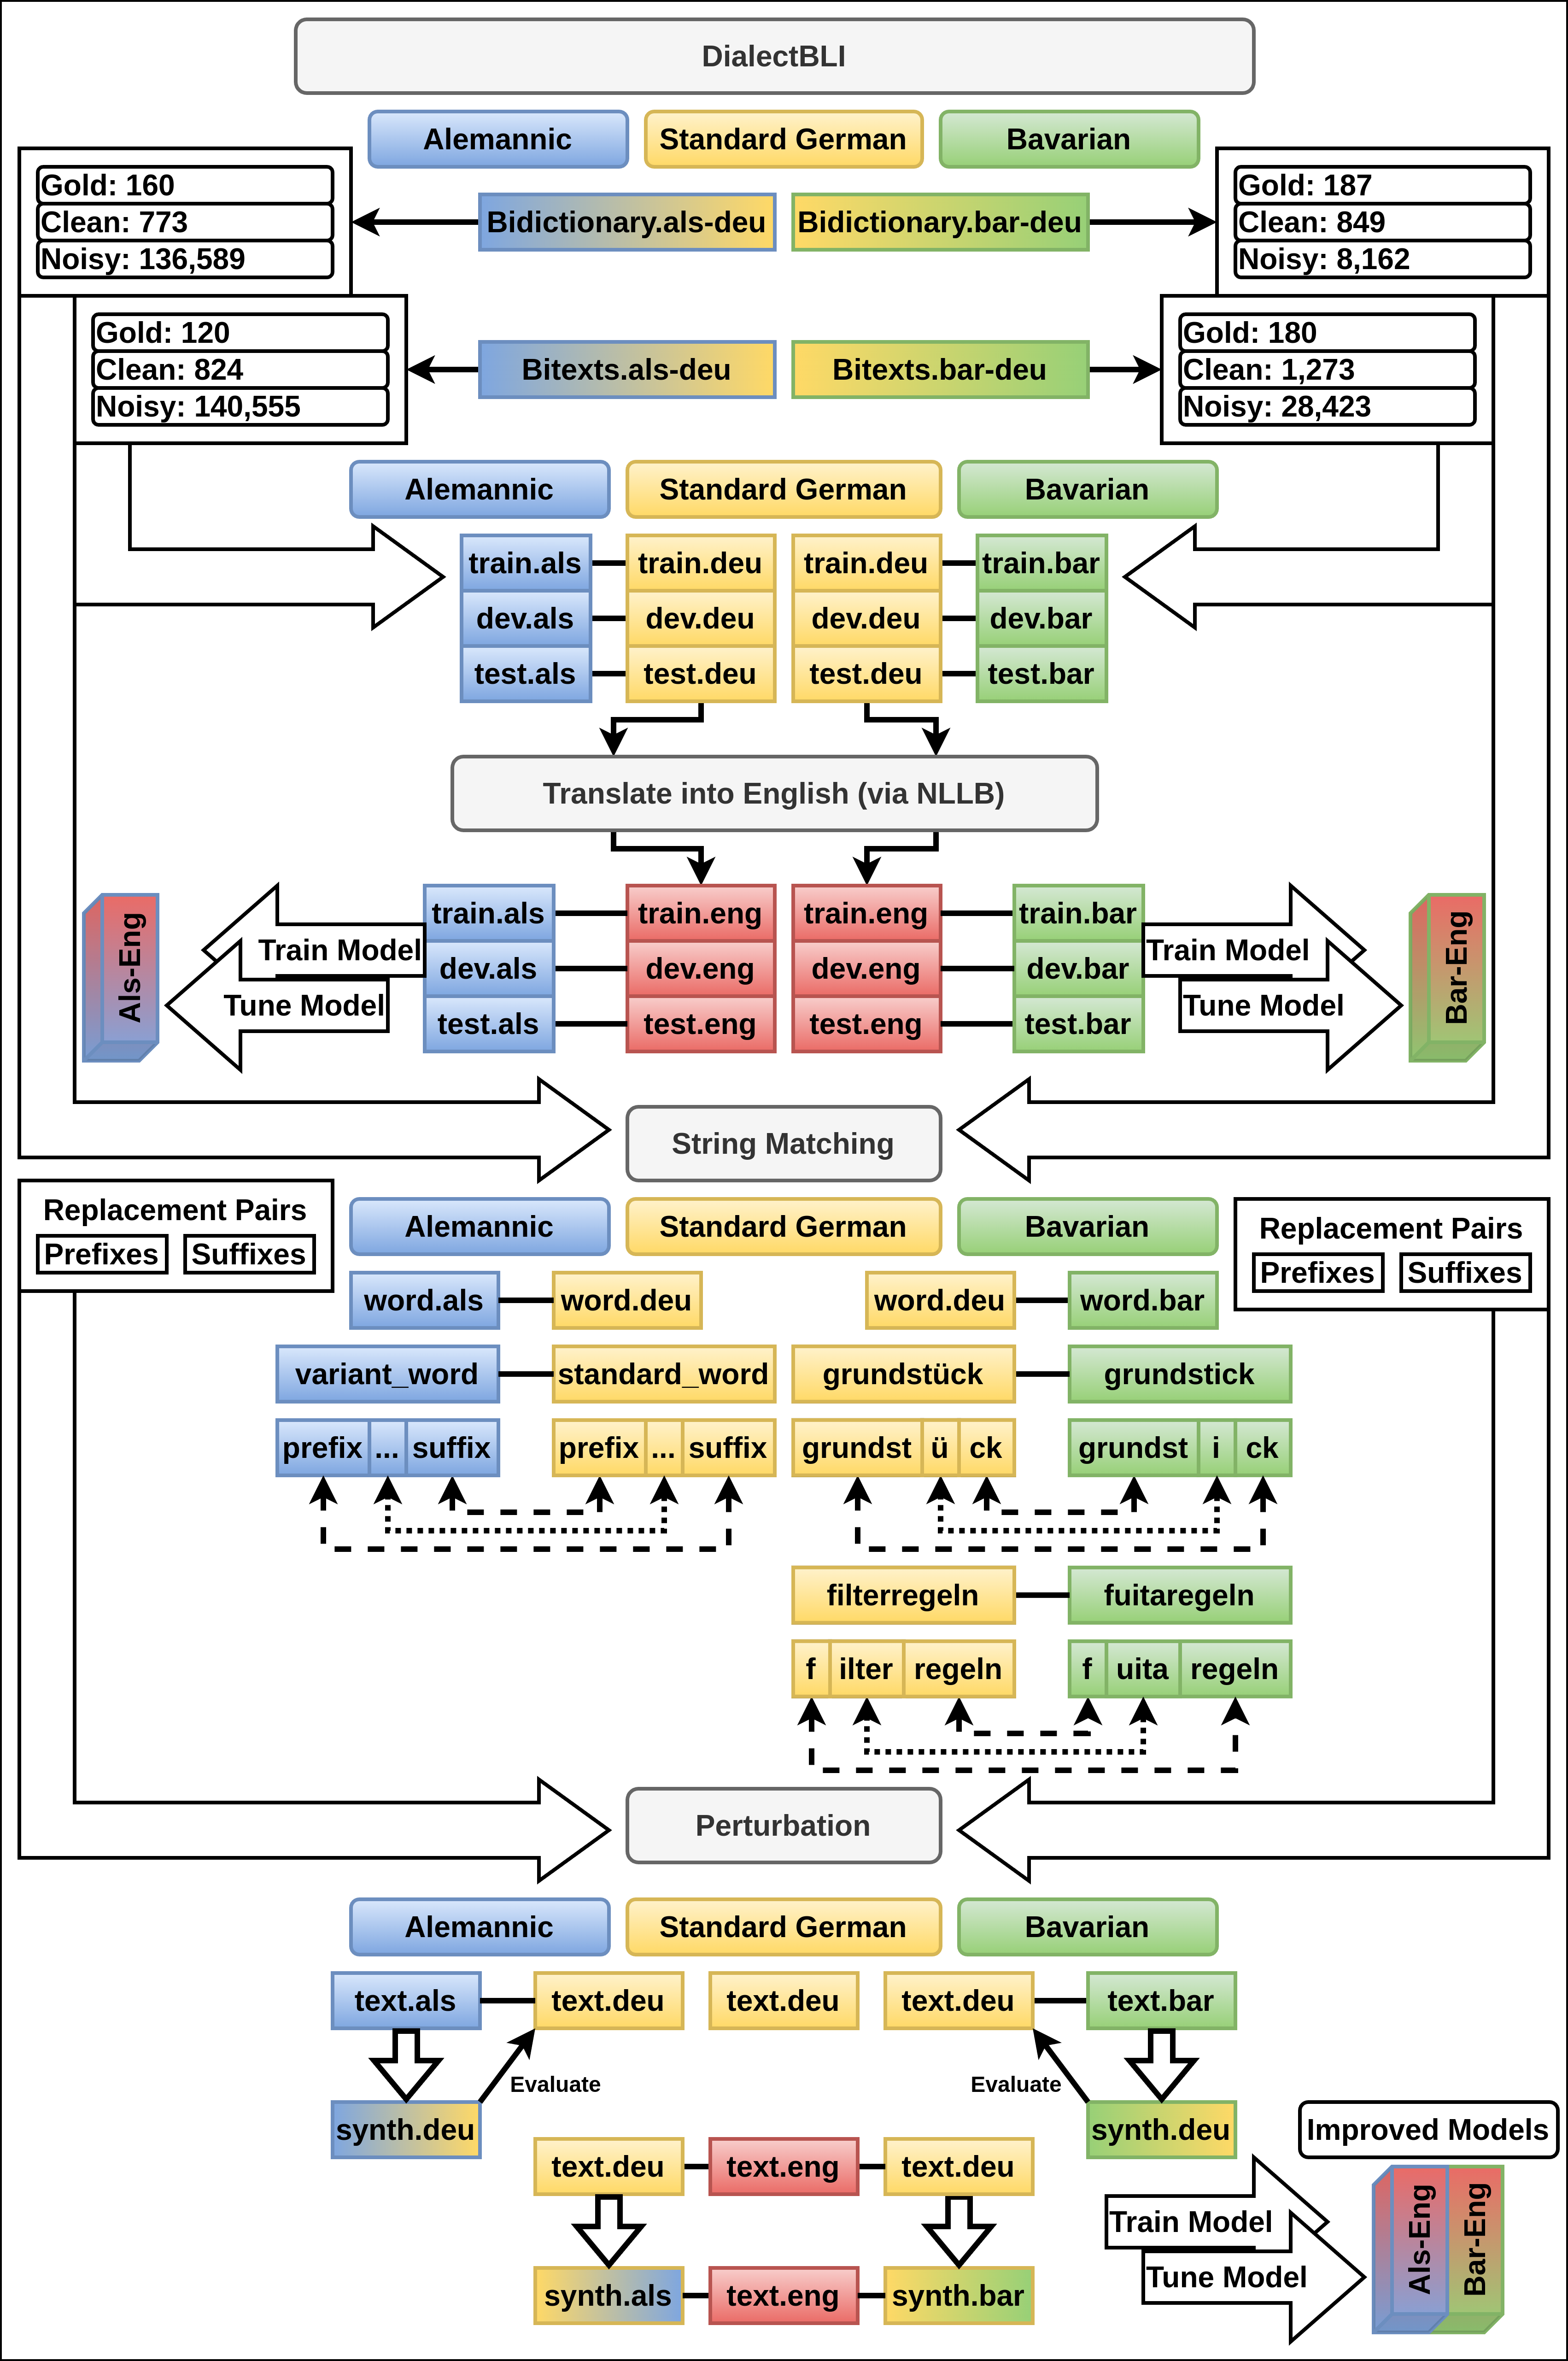 DialectBLI
Alemannic
Standard German
Bavarian
Gold: 160
Clean: 773
Noisy: 136,589
Bidictionary.als-deu
Bidictionary.bar-deu
Gold: 187
Clean: 849
Noisy: 8,162
Gold: 120
Clean: 824
Noisy: 140,555
Bitexts.als-deu
Bitexts.bar-deu
Gold: 180
Clean: 1,273
Noisy: 28,423
Alemannic
Standard German
Bavarian
train.als
train.deu
train.deu
train.bar
dev.als
dev.deu
dev.deu
dev.bar
test.als
test.deu
test.deu
test.bar
Translate into English (via NLLB)
Als-Eng
Train Model
Tune Model
train.als
train.eng
train.eng
train.bar
dev.als
dev.eng
dev.eng
dev.bar
test.als
test.eng
test.eng
test.bar
Train Model
Tune Model
Bar-Eng
String Matching
Replacement Pairs
Prefixes
Suffixes
Alemannic
Standard German
Bavarian
Replacement Pairs
Prefixes
Suffixes
word.als
word.deu
word.deu
word.bar
variant_word
standard_word
grundstück
grundstick
prefix
...
suffix
prefix
...
suffix
grundst
ü
ck
grundst
i
ck
filterregeln
fuitaregeln
f
ilter
regeln
f
uita
regeln
Perturbation
Alemannic
Standard German
Bavarian
text.als
text.deu
text.deu
text.deu
text.bar
Evaluate
Evaluate
synth.deu
synth.deu
Improved Models
text.deu
text.eng
text.deu
Train Model
Tune Model
Als-Eng
Bar-Eng
synth.als
text.eng
synth.bar